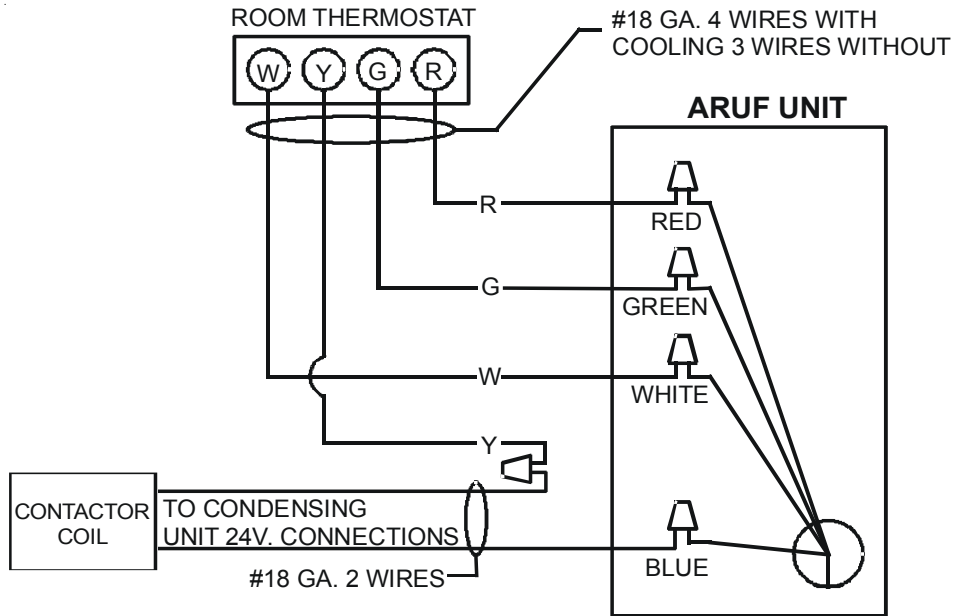 ROOM THERMOSTAT
#18 GA. 4 WIRES WITH
COOLING 3 WIRES WITHOUT
W Y G R
ARUF UNIT
R
RED
G
GREEN
W
WHITE
Y
CONTACTOR
COIL
TO CONDENSING
UNIT 24V. CONNECTIONS
BLUE
#18 GA. 2 WIRES